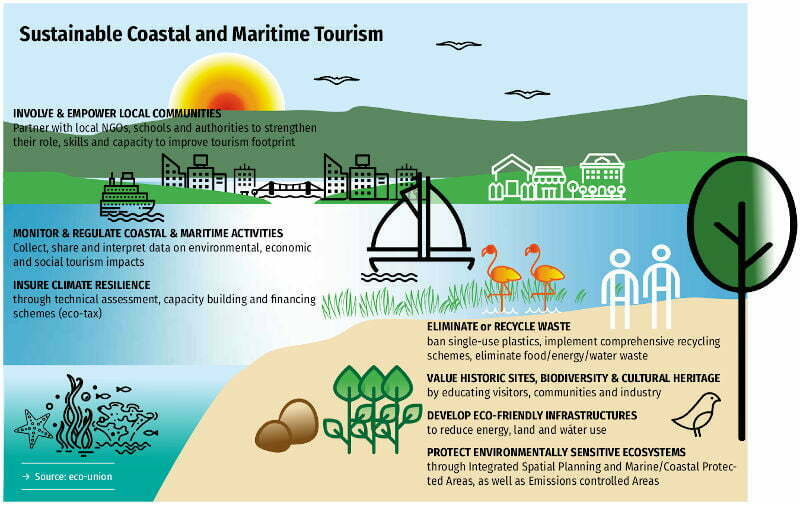 Sustainable Coastal and Maritime Tourism
INVOLVE & EMPOWER LOCAL COMMUNITIES
Partner with local NGOs, schools and authorities to strengthen
their role, skills and capacity to improve tourism footprint
MONITOR & REGULATE COASTAL & MARITIME ACTIVITIES
Collect, share and interpret data on environmental, economic
and social tourism impacts
INSURE CLIMATE RESILIENCE
through technical assessment, capacity building and financing
schemes (eco-tax)
ELIMINATE or RECYCLE WASTE
ban single-use plastics, implement comprehensive recycling
schemes, eliminate food/energy/water waste
VALUE HISTORIC SITES, BIODIVERSITY & CULTURAL HERITAGE
by educating visitors, communities and industry
DEVELOP ECO-FRIENDLY INFRASTRUCTURES
to reduce energy, land and water use
PROTECT ENVIRONMENTALLY SENSITIVE ECOSYSTEMS
through Integrated Spatial Planning and Marine/Coastal Protec-
ted Areas, as well as Emissions controlled Areas
→ Source: eco-union